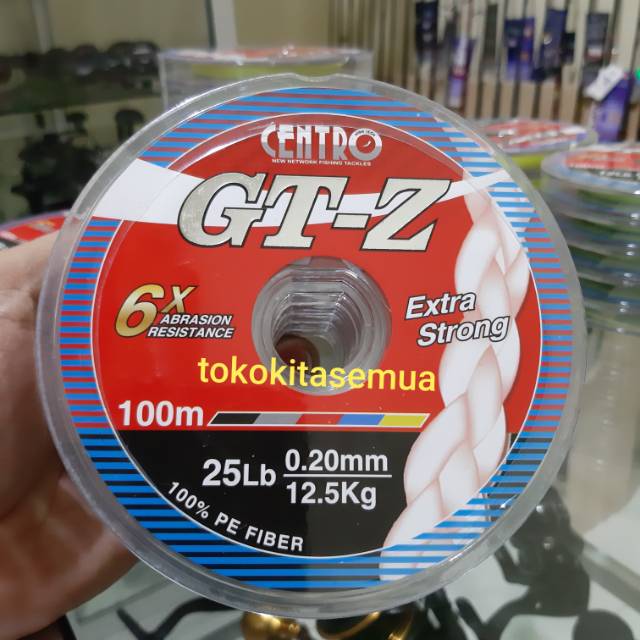 CENTRO
NEW NETWORK FISHING TACKLES
GT-Z
6X
ABRASION
RESISTANCE
Extra
Strong
tokokitasemua
100m
25Lb 0.20mm
12.5Kg
100% PE FIBER